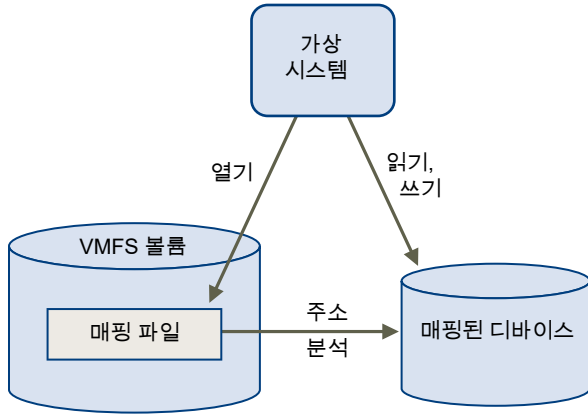 가상
시스템
열기
읽기,
쓰기
VMFS 볼륨
매핑 파일
주소
분석
매핑된 디바이스